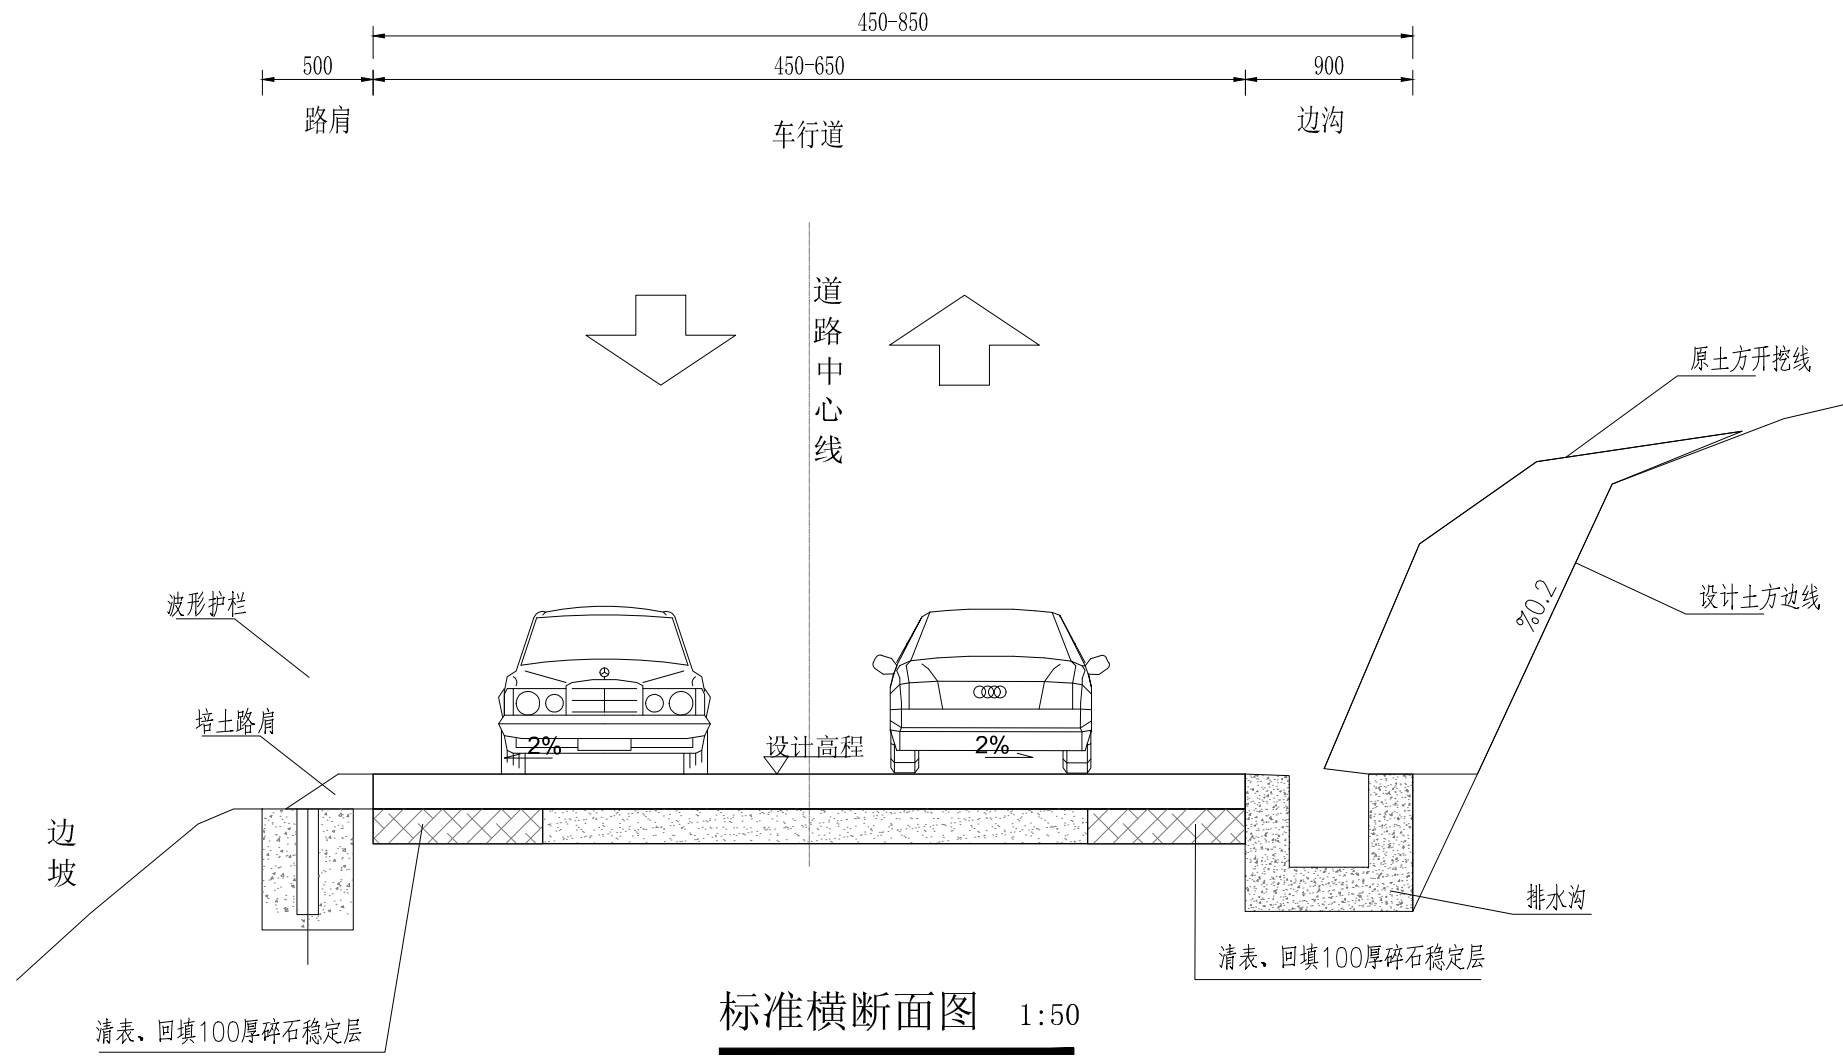 450-850
500
450-650
900
路肩
车行道
边沟
道路中心线
原土方开挖线
%0.2
设计土方边线
波形护栏
培土路肩
2%
设计高程
2%
边坡
排水沟
清表、回填100厚碎石稳定层
清表、回填100厚碎石稳定层
标准横断面图 1:50